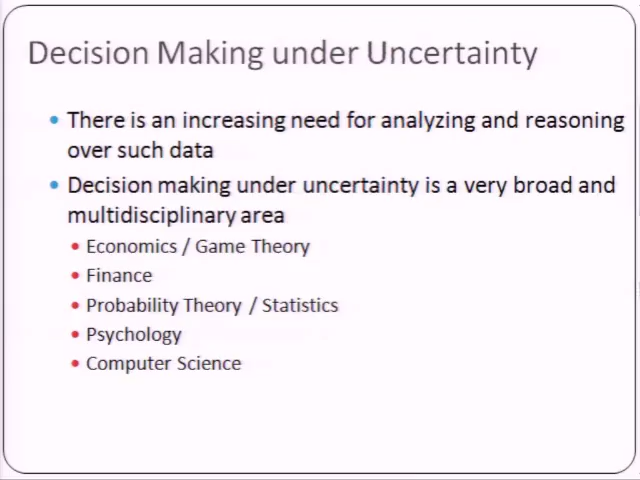 Decision Making under Uncertainty
• There is an increasing need for analyzing and reasoning
over such data
• Decision making under uncertainty is a very broad and
multidisciplinary area
• Economics / Game Theory
• Finance
• Probability Theory / Statistics
• Psychology
• Computer Science